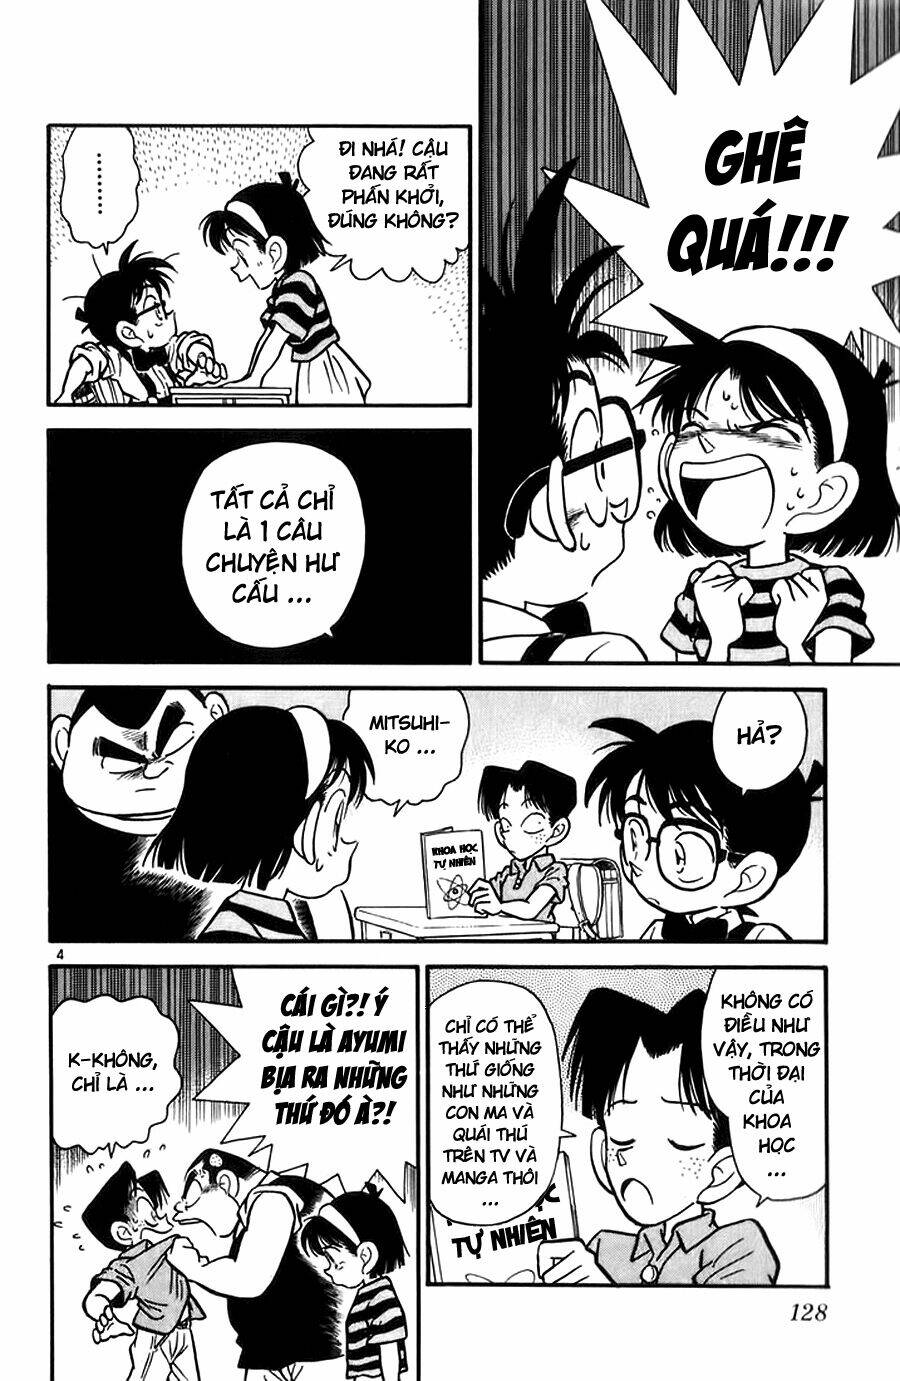 GHÊ
QUÁ!!!
ĐI NHÁ! CẬU
ĐANG RẤT
PHẤN KHỞI,
ĐÚNG KHÔNG?
.........
TẤT CẢ CHỈ
LÀ 1 CÂU
CHUYỆN HƯ
CẤU ...
HẢ?
MITSUHI-
KO ...
KHOA HỌC
TỰ NHIÊN
4
KHÔNG CÓ
ĐIỀU NHƯ
VẬY, TRONG
THỜI ĐẠI
CỦA
KHOA
HỌC
...
CHỈ CÓ THỂ
THẤY NHỮNG
THỨ GIỐNG
NHƯ NHỮNG
CON MA VÀ
QUÁI THÚ
TRÊN TV VÀ
MANGA THÔI
...
TỰ NHIÊN
CÁI GÌ?! Ý
CẬU LÀ AYUMI
BỊA RA NHỮNG
THỨ ĐÓ À?!
K-KHÔNG,
CHỈ LÀ ...
128